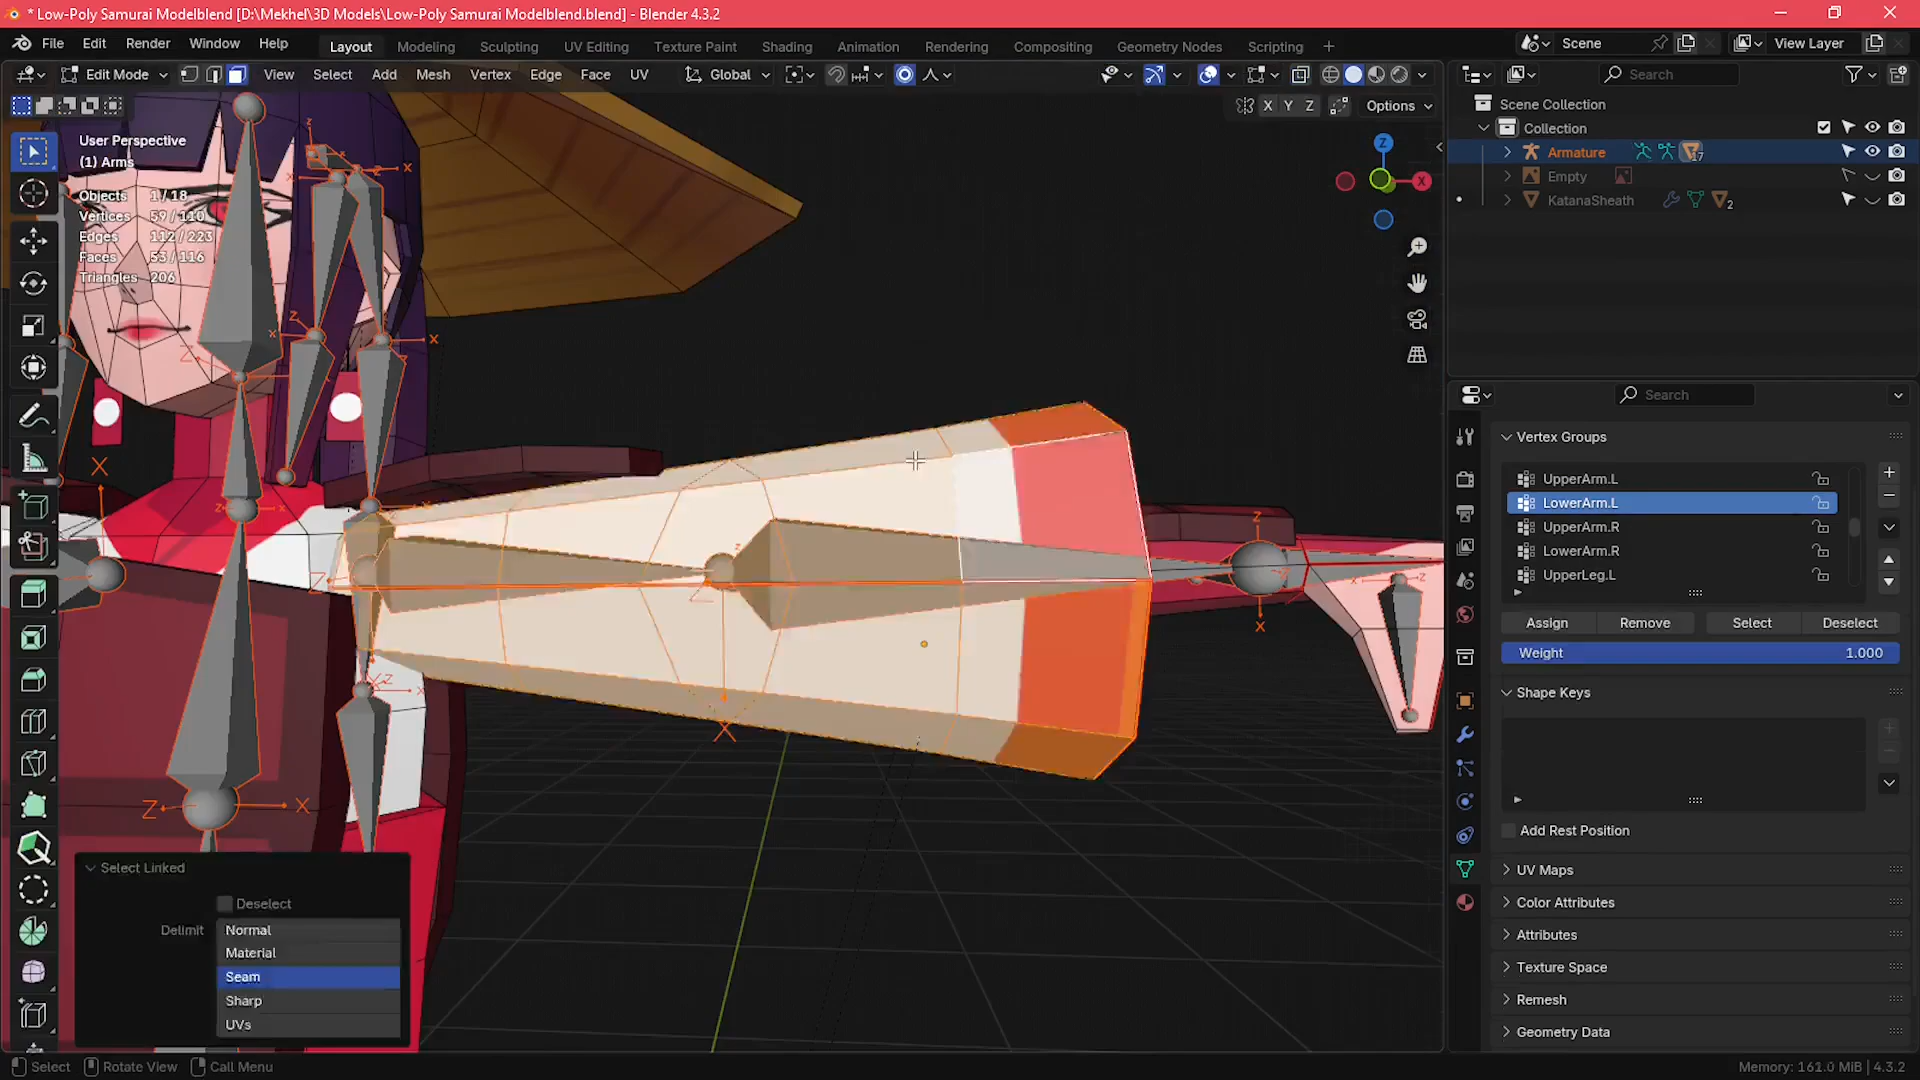 * Low-Poly Samurai Modelblend [D:\Mekhel\3D Models\Low-Poly Samurai Modelblend.blend] - Blender 4.3.2
File Edit Render Window Help Layout Modeling Sculpting UV Editing Texture Paint Shading Animation Rendering Compositing Geometry Nodes Scripting + Scene View Layer
Edit Mode View Select Add Mesh Vertex Edge Face UV Global Search
X Y Z Options
Scene Collection
Collection
User Perspective
(1) Arms
Armature 17
Empty
Objects 1/18
KatanaSheath 2
Vertices 59/110
Edges 112/223
Faces 53/116
Triangles 206
Z
X
Search
Vertex Groups
UpperArm.L
LowerArm.L
UpperArm.R
LowerArm.R
UpperLeg.L
Assign Remove Select Deselect
Weight 1.000
Shape Keys
Add Rest Position
Select Linked
UV Maps
Deselect
Color Attributes
Delimit Normal
Attributes
Material
Texture Space
Seam
Remesh
Sharp
UVs
Geometry Data
Select Rotate View Call Menu Memory: 161.0 MiB | 4.3.2